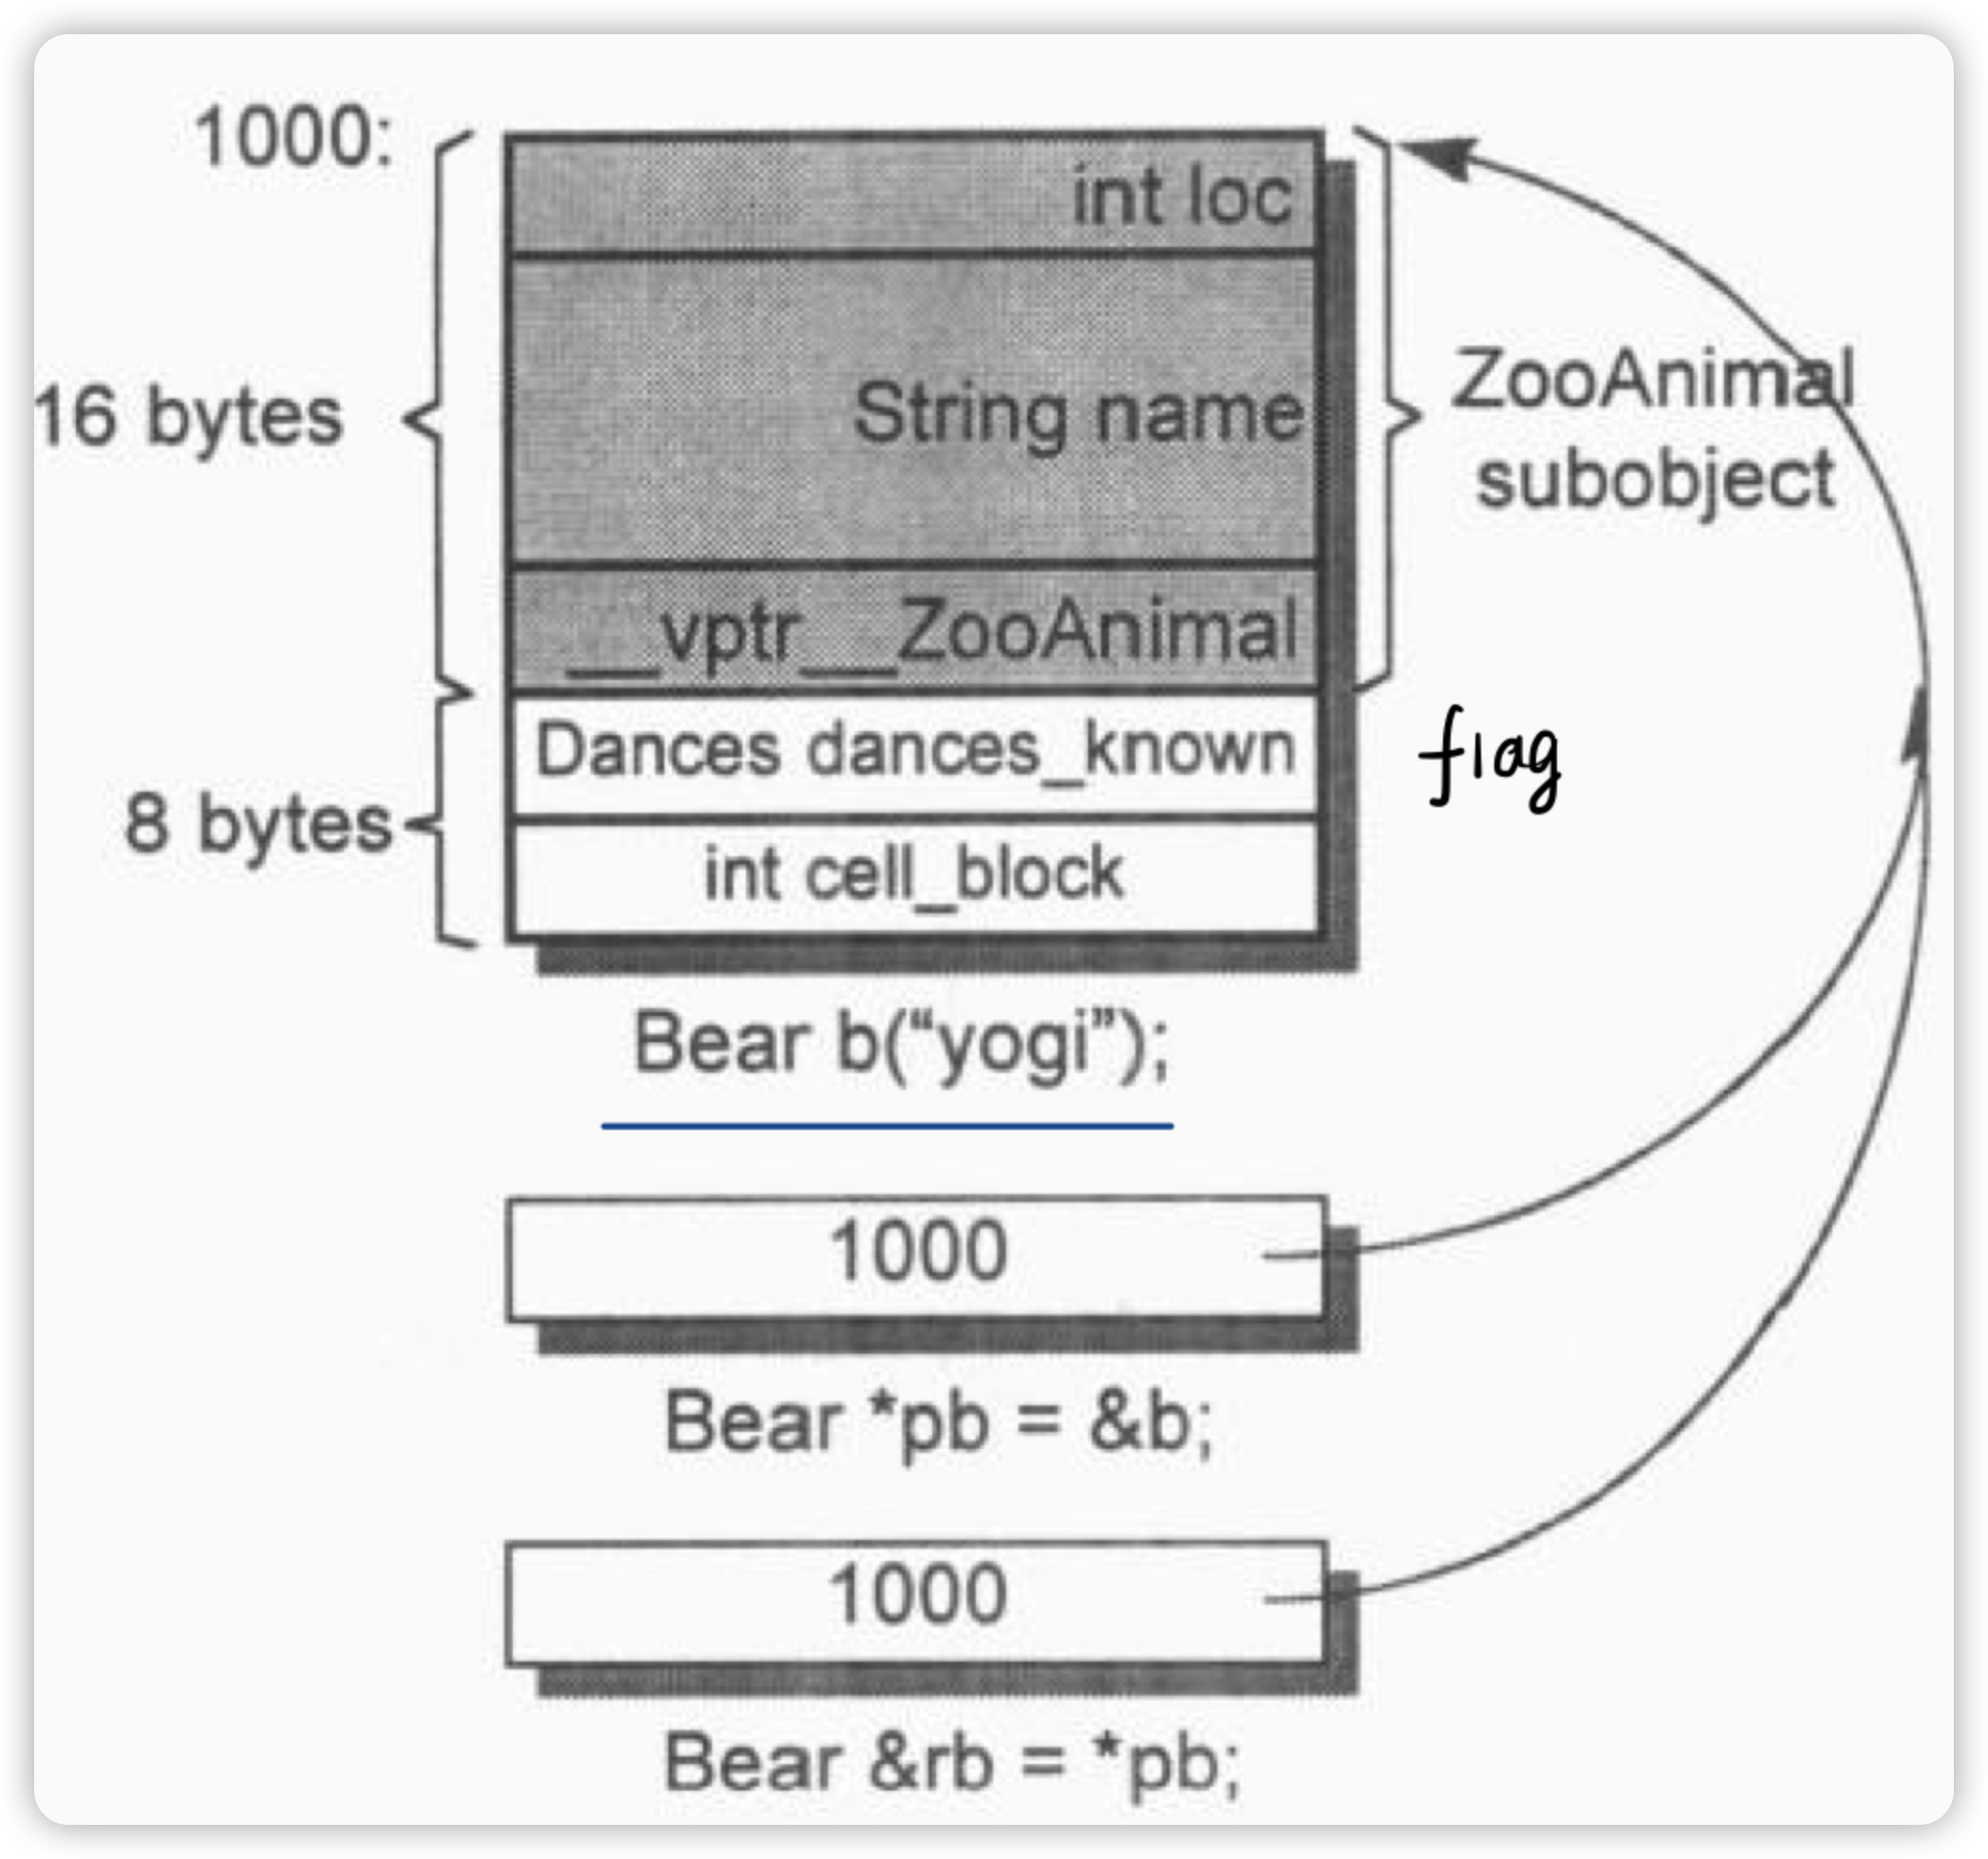 1000:
int loc
16 bytes
String name
ZooAnimal
subobject
__vptr__ZooAnimal
Dances dances_known
flag
8 bytes
int cell_block
Bear b(“yogi”);
1000
Bear *pb = &b;
1000
Bear &rb = *pb;